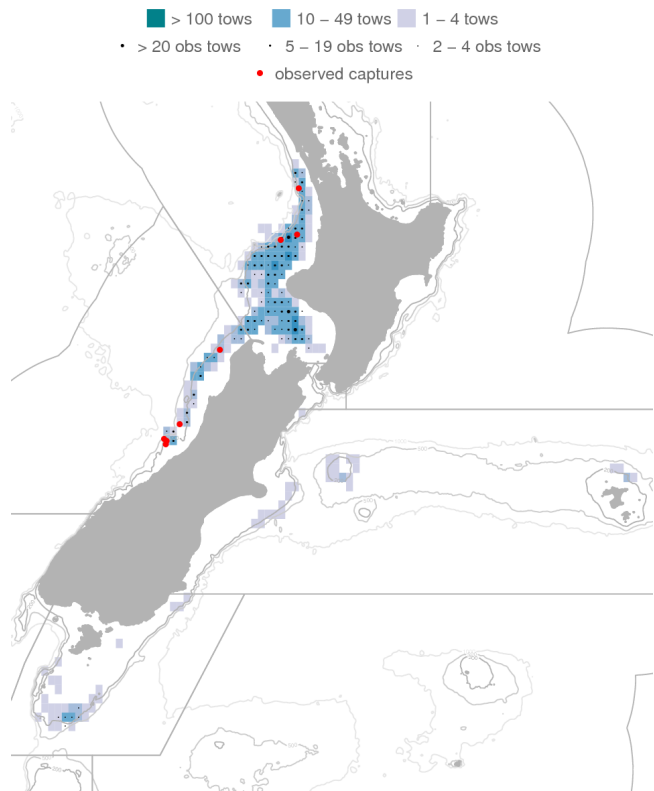 > 100 tows 10 − 49 tows 1 − 4 tows
> 20 obs tows 5 − 19 obs tows 2 − 4 obs tows
observed captures